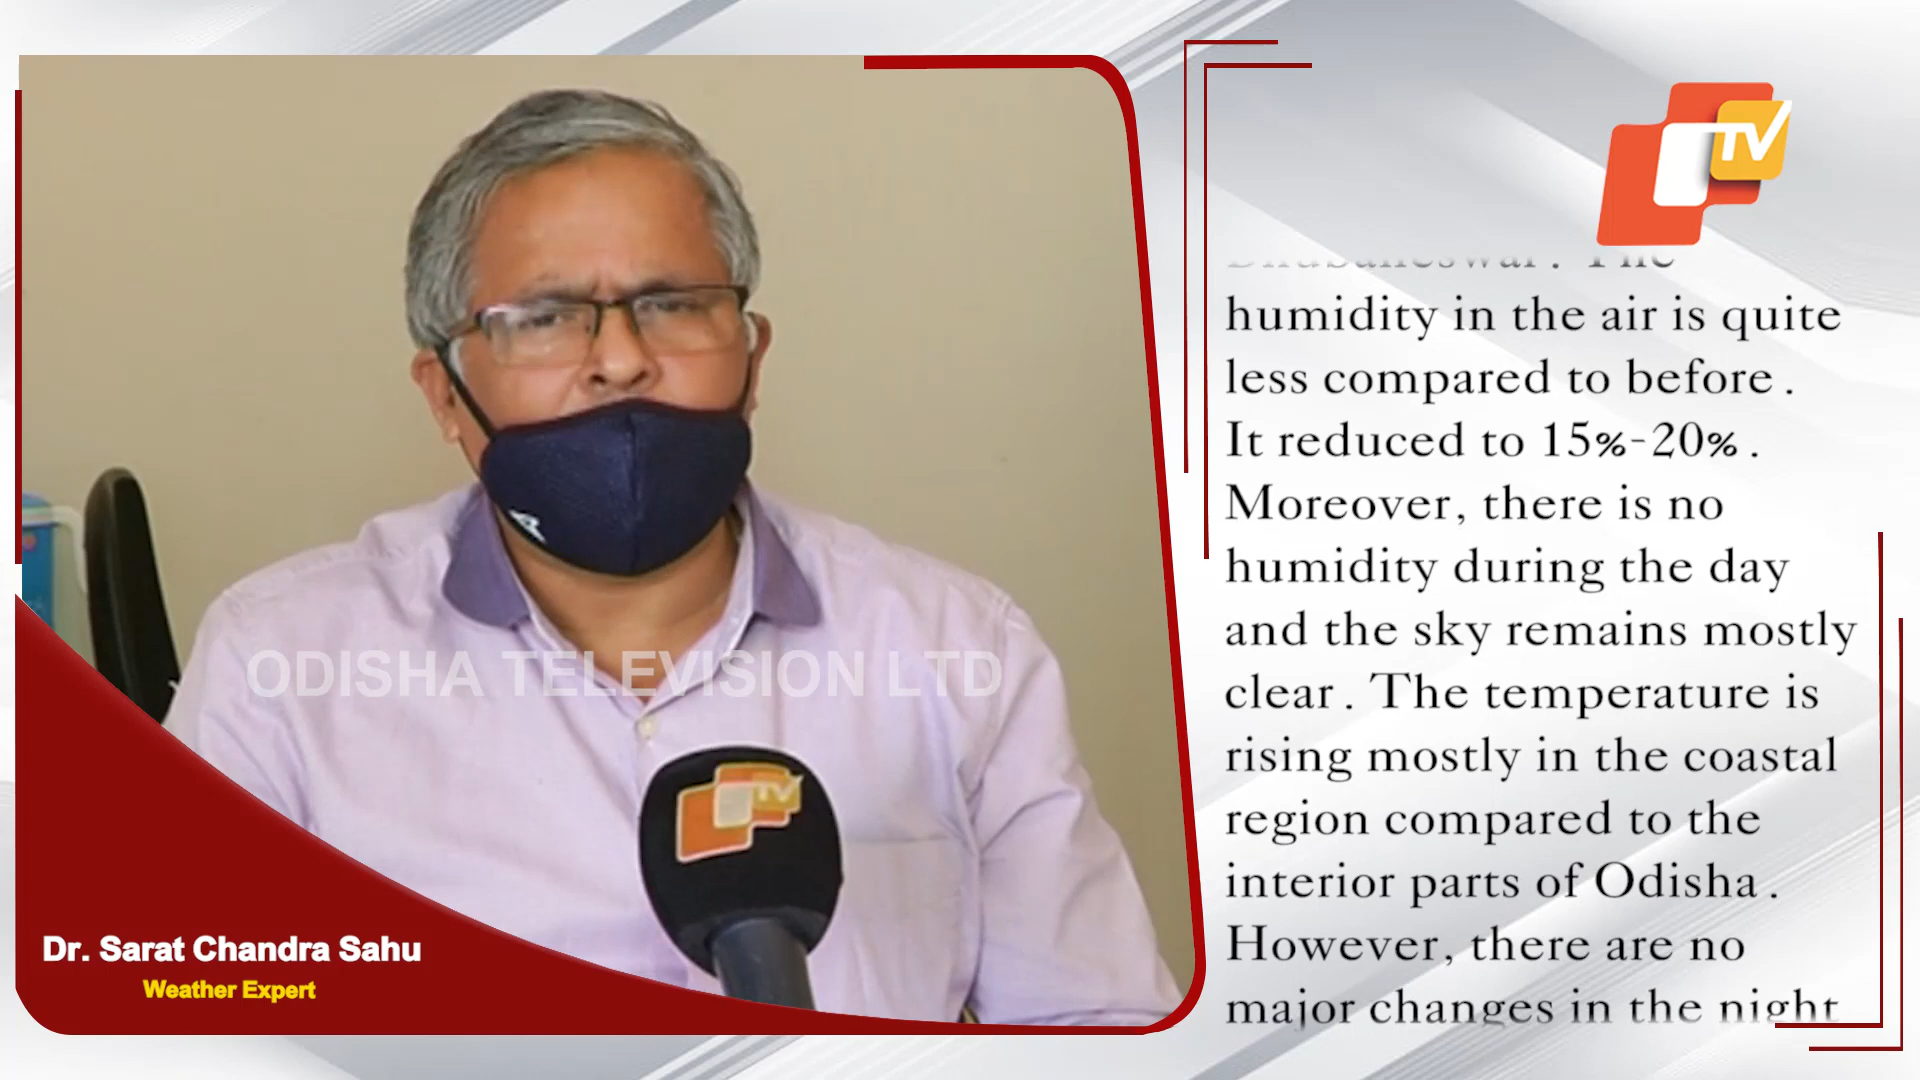 TV
Bhubaneswar. The
humidity in the air is quite
less compared to before.
It reduced to 15%-20%.
Moreover, there is no
humidity during the day
and the sky remains mostly
clear. The temperature is
rising mostly in the coastal
region compared to the
interior parts of Odisha.
However, there are no
major changes in the night
ODISHA TELEVISION LTD
TV
Dr. Sarat Chandra Sahu
Weather Expert